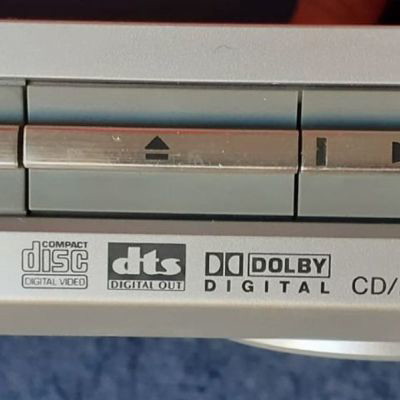 COMPACT
disc
DIGITAL VIDEO
dts
DIGITAL OUT
DOLBY
DIGITAL
CD/